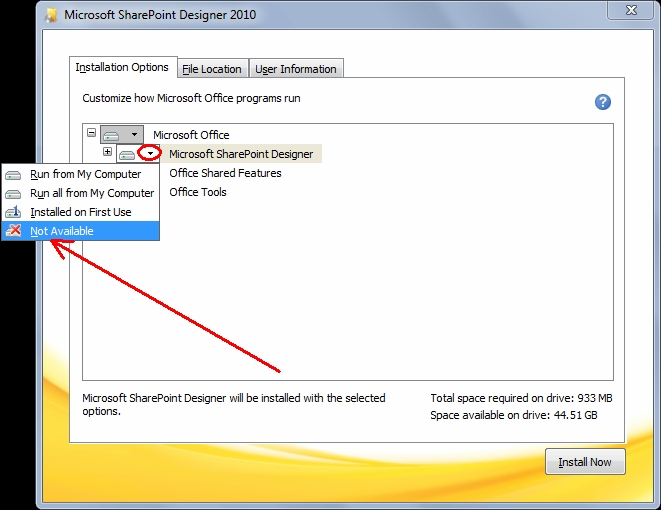 Microsoft SharePoint Designer 2010
Installation Options
File Location
User Information
Customize how Microsoft Office programs run
?
Microsoft Office
Microsoft SharePoint Designer
Run from My Computer
Office Shared Features
Run all from My Computer
Office Tools
Installed on First Use
Not Available
Microsoft SharePoint Designer will be installed with the selected
options.
Total space required on drive: 933 MB
Space available on drive: 44.51 GB
Install Now